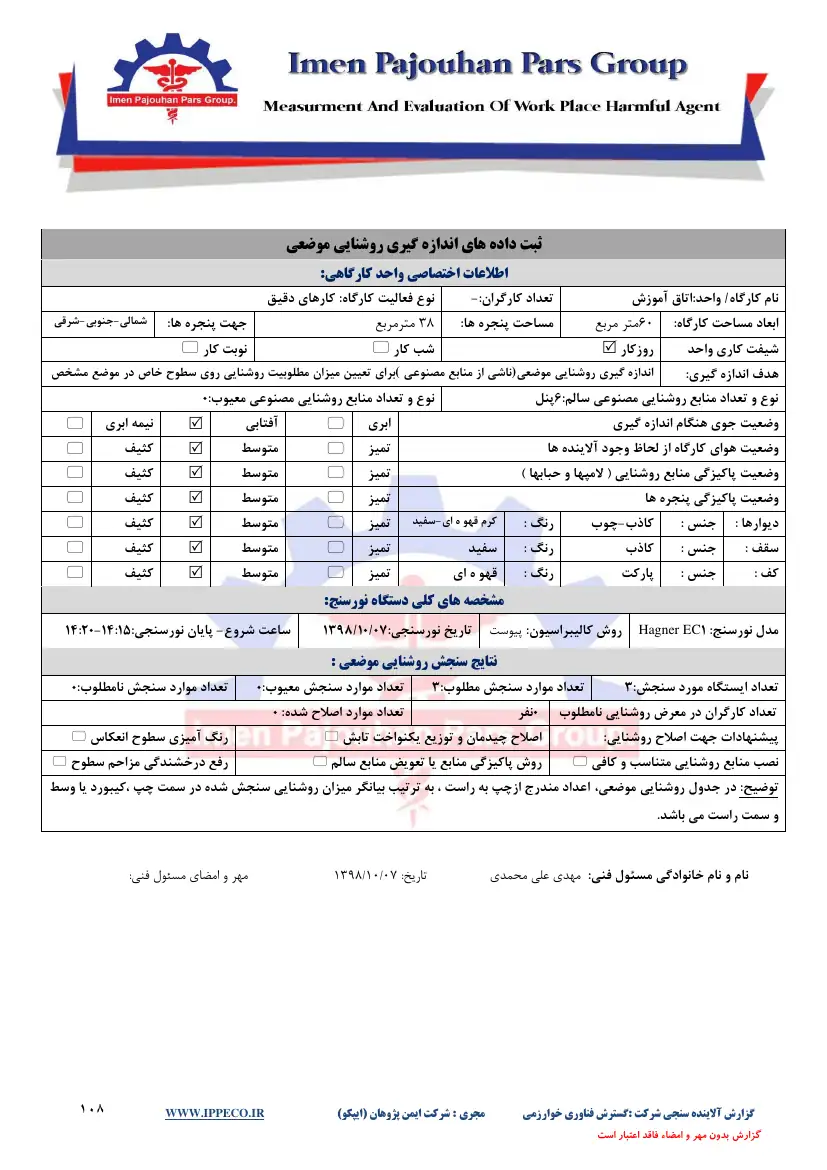 Imen Pajouhan Pars Group
Imen Pajouhan Pars Group.
Measurment And Evaluation Of Work Place Harmful Agent
ثبت داده های اندازه گیری روشنایی موضعی
اطلاعات اختصاصی واحد کارگاهی:
نام کارگاه/ واحد:اتاق آموزش تعداد کارگران:- نوع فعالیت کارگاه: کارهای دقیق
ابعاد مساحت کارگاه: ۶۰متر مربع مساحت پنجره ها: ۳۸ مترمربع جهت پنجره ها: شمالی-جنوبی-شرقی
شیفت کاری واحد روزکار ☑ شب کار ☐ نوبت کار ☐
هدف اندازه گیری: اندازه گیری روشنایی موضعی(ناشی از منابع مصنوعی )برای تعیین میزان مطلوبیت روشنایی روی سطوح خاص در موضع مشخص
نوع و تعداد منابع روشنایی مصنوعی سالم:۶پنل نوع و تعداد منابع روشنایی مصنوعی معیوب:۰
وضعیت جوی هنگام اندازه گیری ابری ☐ آفتابی ☑ نیمه ابری ☐
وضعیت هوای کارگاه از لحاظ وجود آلاینده ها تمیز ☐ متوسط ☑ کثیف ☐
وضعیت پاکیزگی منابع روشنایی ( لامپها و حبابها ) تمیز ☐ متوسط ☑ کثیف ☐
وضعیت پاکیزگی پنجره ها تمیز ☐ متوسط ☑ کثیف ☐
دیوارها : جنس : کاذب-چوب رنگ : کرم قهو ه ای-سفید تمیز ☐ متوسط ☑ کثیف ☐
سقف : جنس : کاذب رنگ : سفید تمیز ☐ متوسط ☑ کثیف ☐
کف : جنس : پارکت رنگ : قهو ه ای تمیز ☐ متوسط ☑ کثیف ☐
مشخصه های کلی دستگاه نورسنج:
مدل نورسنج: Hagner EC۱ روش کالیبراسیون: پیوست تاریخ نورسنجی:۱۳۹۸/۱۰/۰۷ ساعت شروع- پایان نورسنجی:۱۴:۱۵-۱۴:۲۰
نتایج سنجش روشنایی موضعی :
تعداد ایستگاه مورد سنجش:۳ تعداد موارد سنجش مطلوب:۳ تعداد موارد سنجش معیوب:۰ تعداد موارد سنجش نامطلوب:۰
تعداد کارگران در معرض روشنایی نامطلوب ۰نفر تعداد موارد اصلاح شده: ۰
پیشنهادات جهت اصلاح روشنایی: اصلاح چیدمان و توزیع یکنواخت تابش ☐ رنگ آمیزی سطوح انعکاس ☐
نصب منابع روشنایی متناسب و کافی ☐ روش پاکیزگی منابع یا تعویض منابع سالم ☐ رفع درخشندگی مزاحم سطوح ☐
توضیح: در جدول روشنایی موضعی، اعداد مندرج ازچپ به راست ، به ترتیب بیانگر میزان روشنایی سنجش شده در سمت چپ ،کیبورد یا وسط
و سمت راست می باشد.
Imen Pajouhan Pars Group.
نام و نام خانوادگی مسئول فنی: مهدی علی محمدی تاریخ: ۱۳۹۸/۱۰/۰۷ مهر و امضای مسئول فنی:
گزارش آلاینده سنجی شرکت :گسترش فناوری خوارزمی مجری : شرکت ایمن پژوهان (ایپکو) WWW.IPPECO.IR ۱۰۸
گزارش بدون مهر و امضاء فاقد اعتبار است